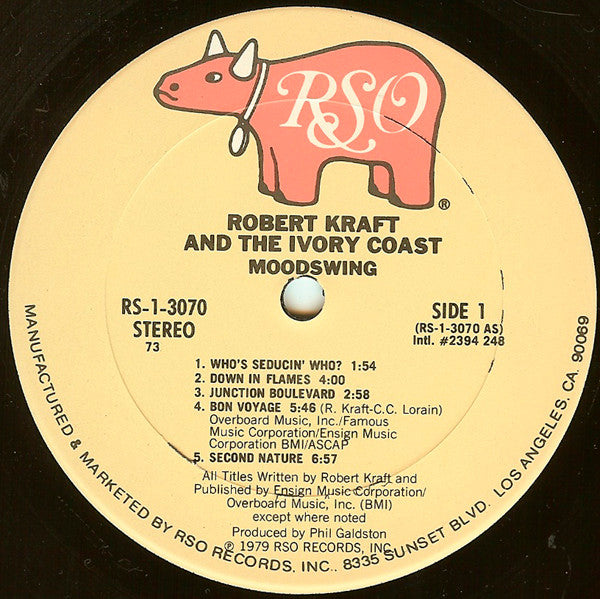 RSO
®
ROBERT KRAFT
AND THE IVORY COAST
MOODSWING
RS-1-3070
STEREO
73
SIDE 1
(RS-1-3070 AS)
Intl. #2394 248
1. WHO'S SEDUCIN' WHO? 1:54
2. DOWN IN FLAMES 4:00
3. JUNCTION BOULEVARD 2:58
4. BON VOYAGE 5:46 (R. Kraft-C.C. Lorain)
Overboard Music, Inc./Famous
Music Corporation/Ensign Music
Corporation BMI/ASCAP
5. SECOND NATURE 6:57
All Titles Written by Robert Kraft and
Published by Ensign Music Corporation/
Overboard Music, Inc. (BMI)
except where noted
Produced by Phil Galdston
℗ 1979 RSO RECORDS, INC.
MANUFACTURED & MARKETED BY RSO RECORDS, INC., 8335 SUNSET BLVD. LOS ANGELES, CA. 90069